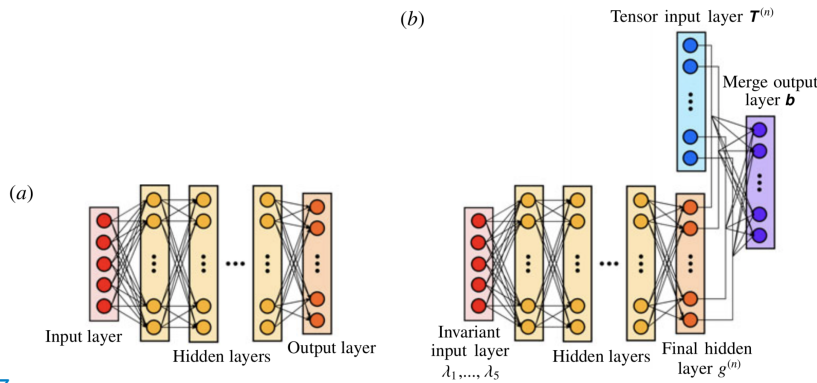 (a)
Input layer
Hidden layers
Output layer
(b)
Tensor input layer T⁽ⁿ⁾
Merge output
layer b
Invariant
input layer
λ₁,..., λ₅
Hidden layers
Final hidden
layer g⁽ⁿ⁾